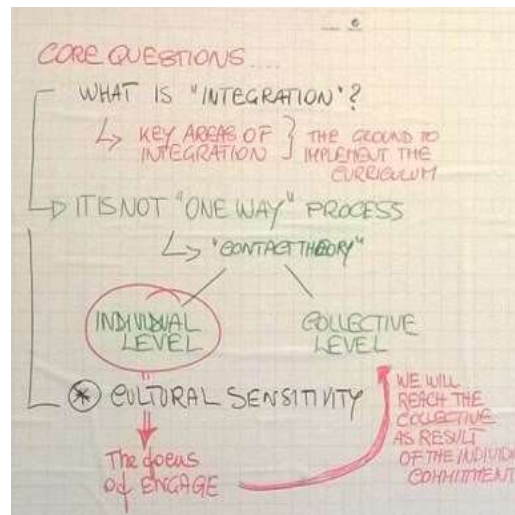 CORE QUESTIONS....
WHAT IS "INTEGRATION"?
↳ KEY AREAS OF
INTEGRATION
THE GROUND TO
IMPLEMENT THE
CURRICULUM
IT IS NOT "ONE WAY" PROCESS
↳ "CONTACT THEORY"
INDIVIDUAL
LEVEL
COLLECTIVE
LEVEL
* CULTURAL SENSITIVITY
The focus
of ENGAGE
WE WILL
REACH THE
COLLECTIVE
AS RESULT
OF THE INDIVID
COMMITMENT